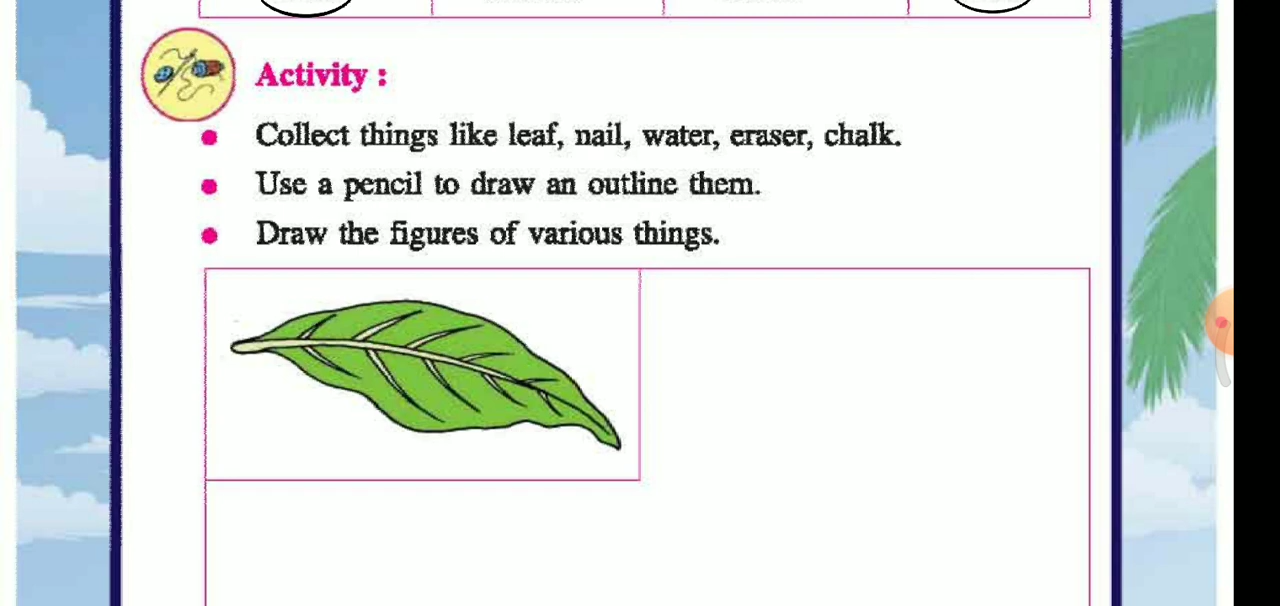 Activity :
Collect things like leaf, nail, water, eraser, chalk.
Use a pencil to draw an outline them.
Draw the figures of various things.